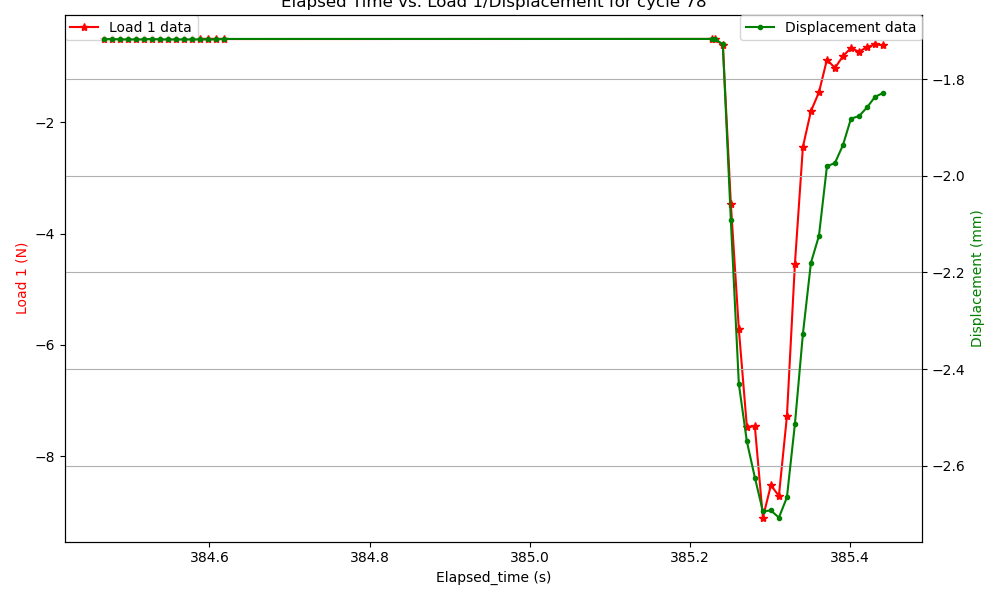 Elapsed Time vs. Load 1/Displacement for cycle 78
Load 1 data
Displacement data
−2
−4
−6
−8
−1.8
−2.0
−2.2
−2.4
−2.6
Load 1 (N)
Displacement (mm)
384.6
384.8
385.0
385.2
385.4
Elapsed_time (s)